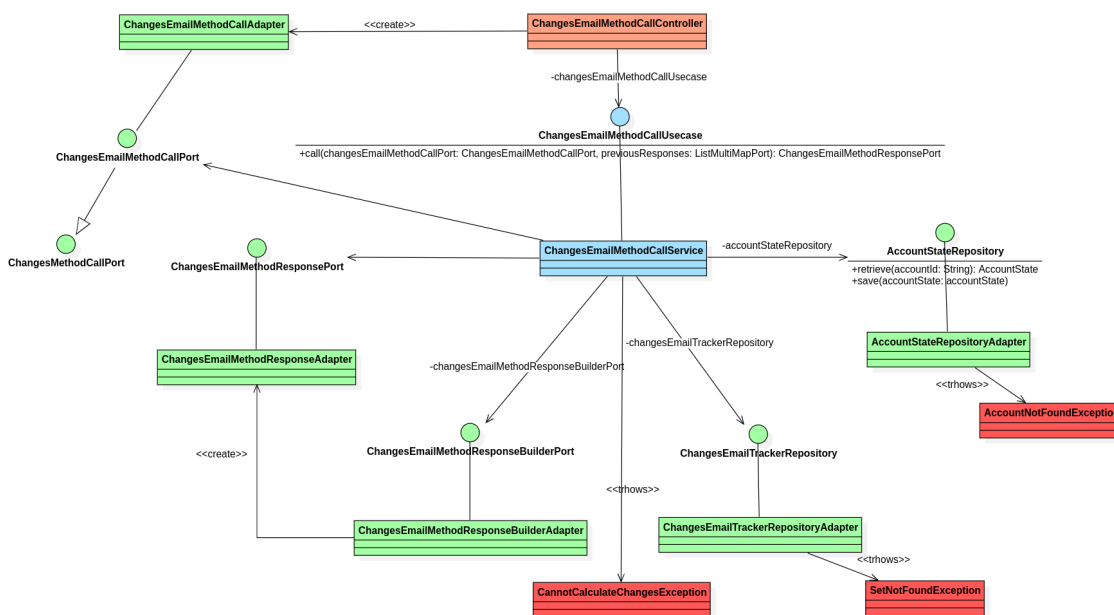 ChangesEmailMethodCallAdapter
<<create>>
ChangesEmailMethodCallController
-changesEmailMethodCallUsecase
ChangesEmailMethodCallUsecase
+call(changesEmailMethodCallPort: ChangesEmailMethodCallPort, previousResponses: ListMultiMapPort): ChangesEmailMethodResponsePort
ChangesEmailMethodCallPort
ChangesMethodCallPort
ChangesEmailMethodResponsePort
ChangesEmailMethodCallService
-accountStateRepository
AccountStateRepository
+retrieve(accountId: String): AccountState
+save(accountState: accountState)
ChangesEmailMethodResponseAdapter
-changesEmailMethodResponseBuilderPort
-changesEmailTrackerRepository
AccountStateRepositoryAdapter
<<trhows>>
AccountNotFoundException
<<create>>
ChangesEmailMethodResponseBuilderPort
ChangesEmailTrackerRepository
<<trhows>>
ChangesEmailMethodResponseBuilderAdapter
ChangesEmailTrackerRepositoryAdapter
<<trhows>>
CannotCalculateChangesException
SetNotFoundException